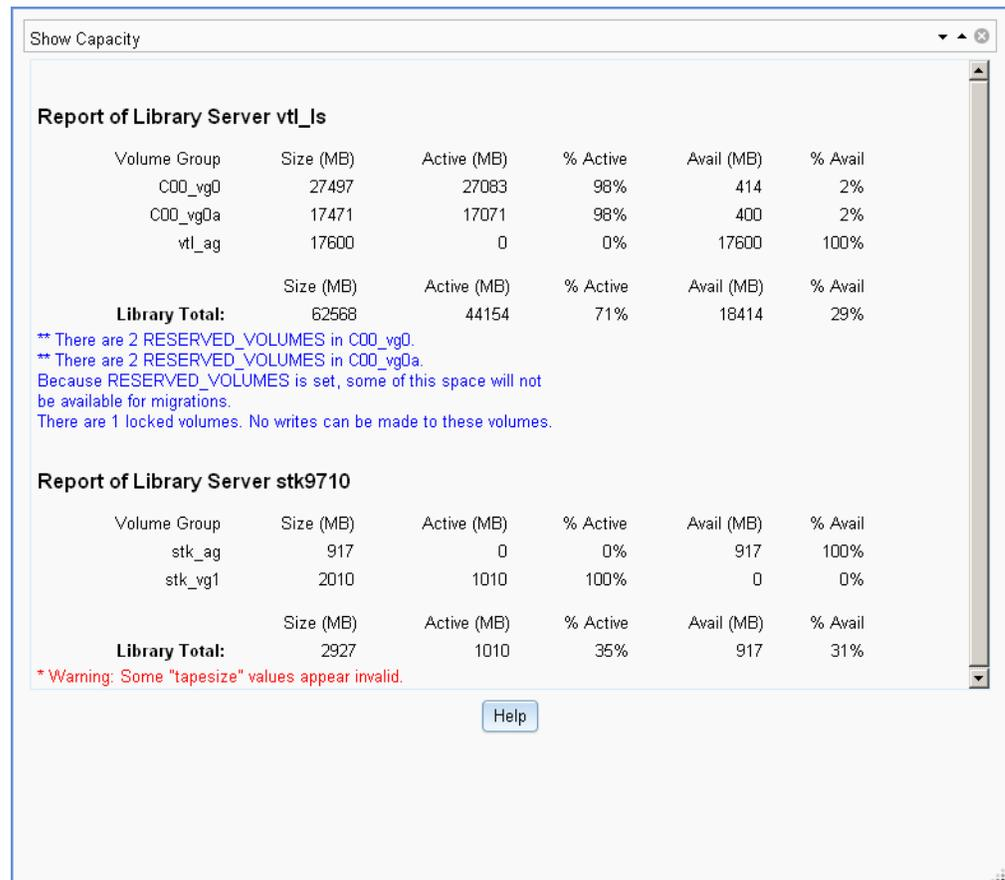 Show Capacity
Report of Library Server vtl_ls
Volume Group Size (MB) Active (MB) % Active Avail (MB) % Avail
C00_vg0 27497 27083 98% 414 2%
C00_vg0a 17471 17071 98% 400 2%
vtl_ag 17600 0 0% 17600 100%
Size (MB) Active (MB) % Active Avail (MB) % Avail
Library Total: 62568 44154 71% 18414 29%
** There are 2 RESERVED_VOLUMES in C00_vg0.
** There are 2 RESERVED_VOLUMES in C00_vg0a.
Because RESERVED_VOLUMES is set, some of this space will not
be available for migrations.
There are 1 locked volumes. No writes can be made to these volumes.
Report of Library Server stk9710
Volume Group Size (MB) Active (MB) % Active Avail (MB) % Avail
stk_ag 917 0 0% 917 100%
stk_vg1 2010 1010 100% 0 0%
Size (MB) Active (MB) % Active Avail (MB) % Avail
Library Total: 2927 1010 35% 917 31%
* Warning: Some "tapesize" values appear invalid.
Help